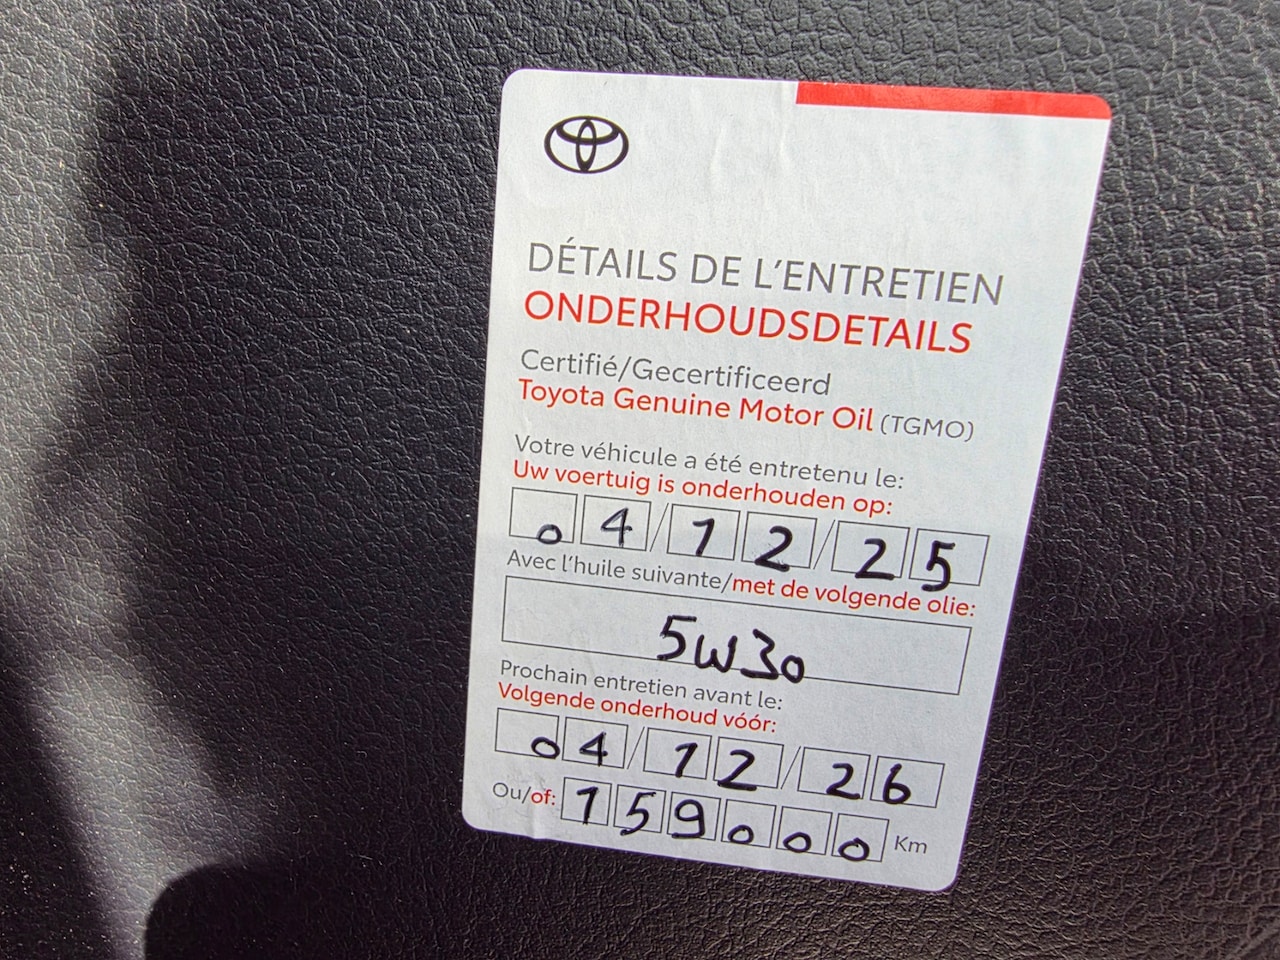 DÉTAILS DE L'ENTRETIEN
ONDERHOUDSDETAILS
Certifié/Gecertificeerd
Toyota Genuine Motor Oil (TGMO)
Votre véhicule a été entretenu le:
Uw voertuig is onderhouden op:
04/12/25
Avec l'huile suivante/met de volgende olie:
5W30
Prochain entretien avant le:
Volgende onderhoud vóór:
04/12/26
Ou/of: 159000 Km